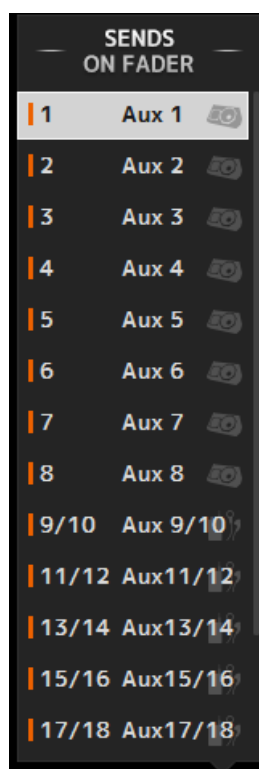 SENDS
ON FADER
1 Aux 1
2 Aux 2
3 Aux 3
4 Aux 4
5 Aux 5
6 Aux 6
7 Aux 7
8 Aux 8
9/10 Aux 9/10
11/12 Aux11/12
13/14 Aux13/14
15/16 Aux15/16
17/18 Aux17/18